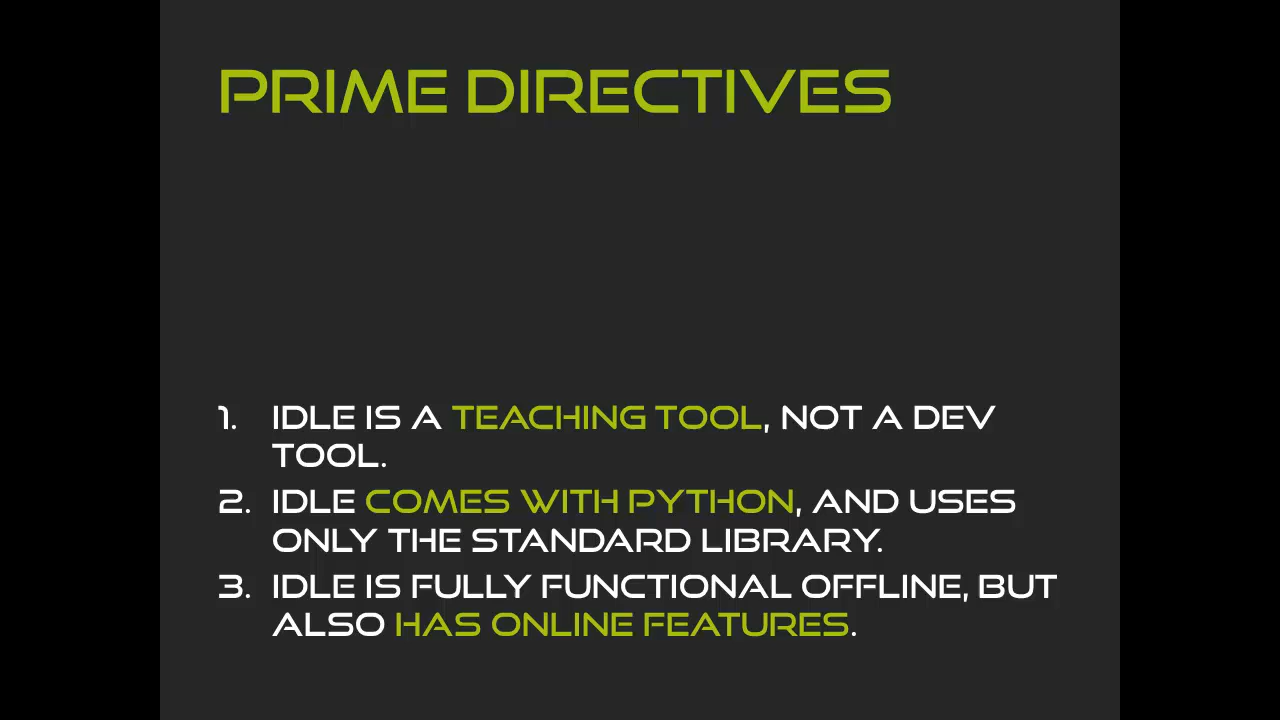 PRIME DIRECTIVES
1. IDLE IS A TEACHING TOOL, NOT A DEV
TOOL.
2. IDLE COMES WITH PYTHON, AND USES
ONLY THE STANDARD LIBRARY.
3. IDLE IS FULLY FUNCTIONAL OFFLINE, BUT
ALSO HAS ONLINE FEATURES.